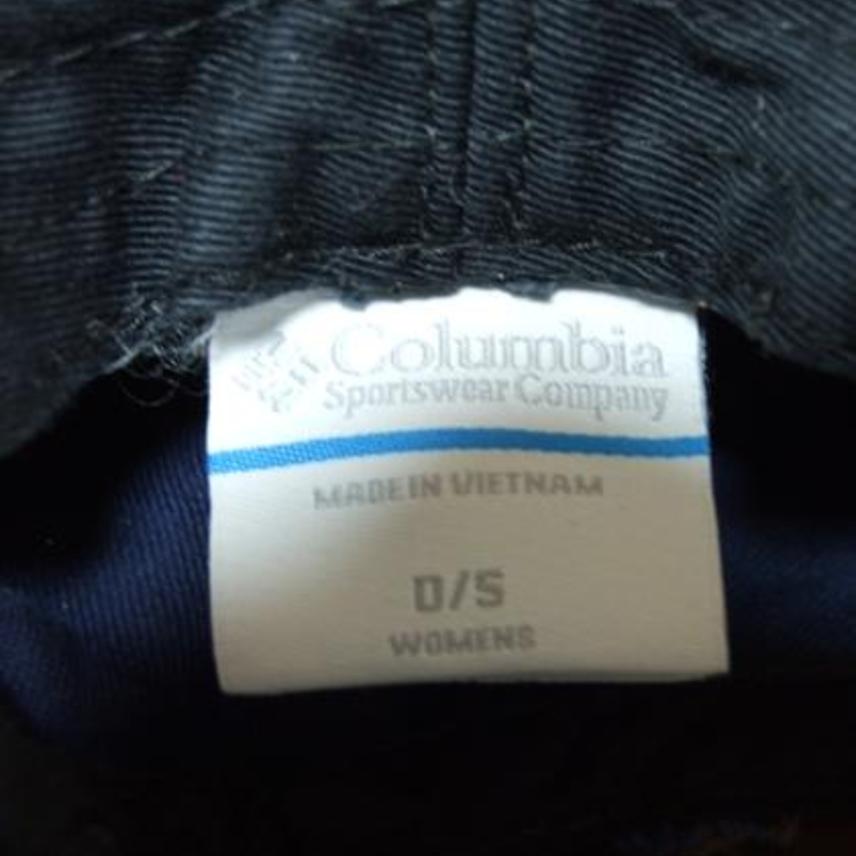 Columbia
Sportswear Company
MADE IN VIETNAM
O/S
WOMENS